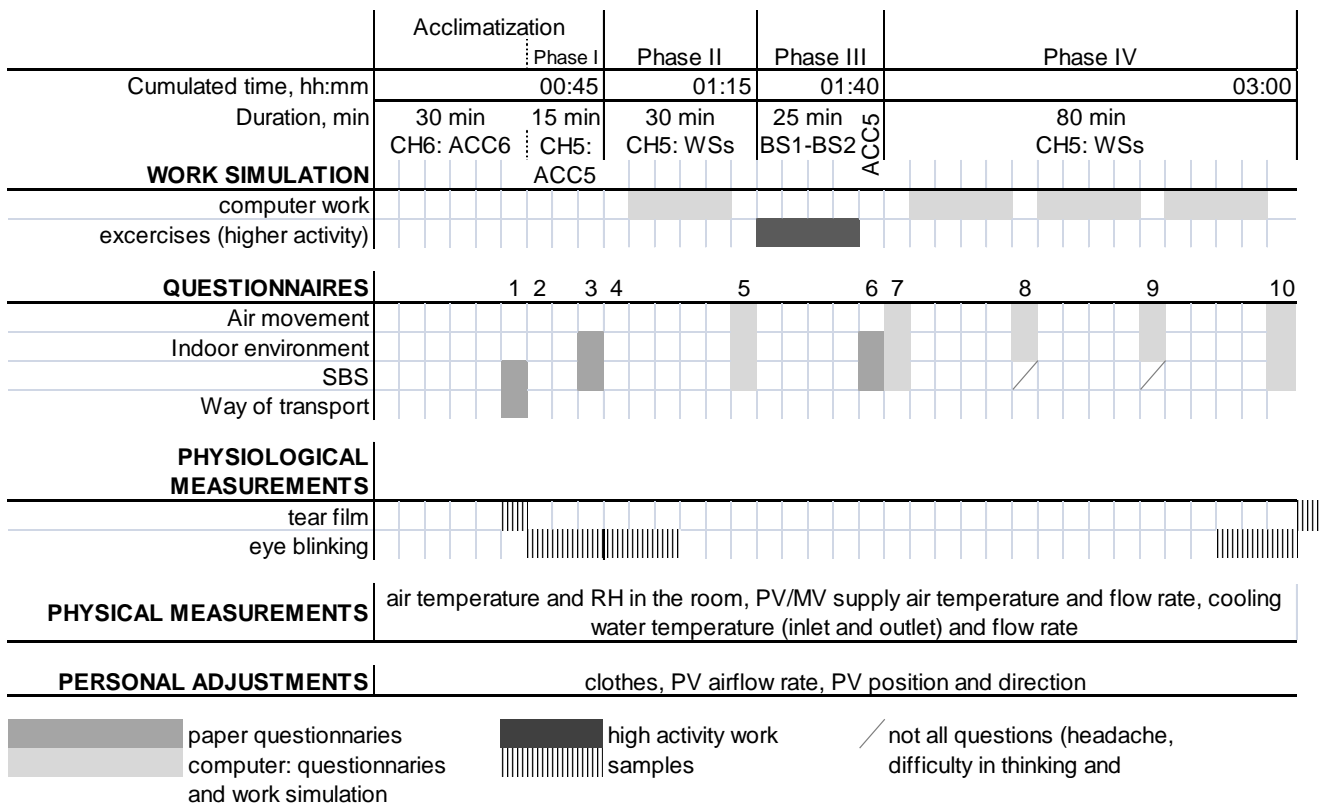 Acclimatization
Phase I Phase II Phase III Phase IV
Cumulated time, hh:mm 00:45 01:15 01:40 03:00
Duration, min 30 min 15 min 30 min 25 min 80 min
CH6: ACC6 CH5: CH5: WSs BS1-BS2 ACC5 CH5: WSs
WORK SIMULATION ACC5
computer work
excercises (higher activity)
QUESTIONNAIRES 1 2 3 4 5 6 7 8 9 10
Air movement
Indoor environment
SBS
Way of transport
PHYSIOLOGICAL
MEASUREMENTS
tear film
eye blinking
PHYSICAL MEASUREMENTS
air temperature and RH in the room, PV/MV supply air temperature and flow rate, cooling
water temperature (inlet and outlet) and flow rate
PERSONAL ADJUSTMENTS clothes, PV airflow rate, PV position and direction
paper questionnaries high activity work not all questions (headache,
computer: questionnaries samples difficulty in thinking and
and work simulation